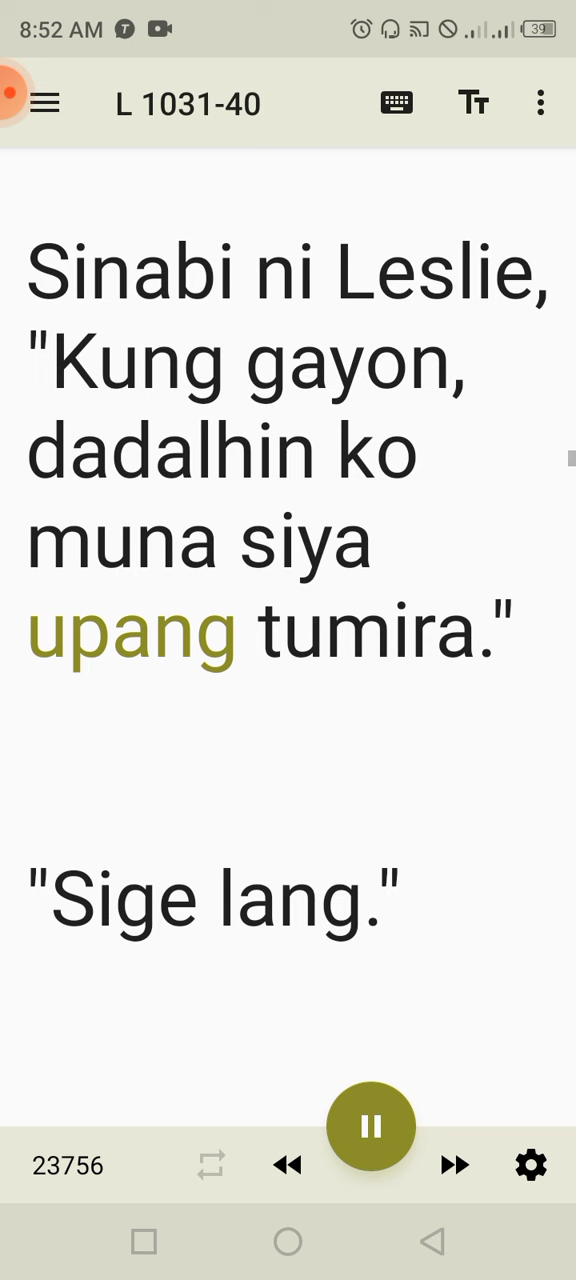 8:52 AM
39
L 1031-40
Sinabi ni Leslie,
"Kung gayon,
dadalhin ko
muna siya
upang tumira."
"Sige lang."
23756